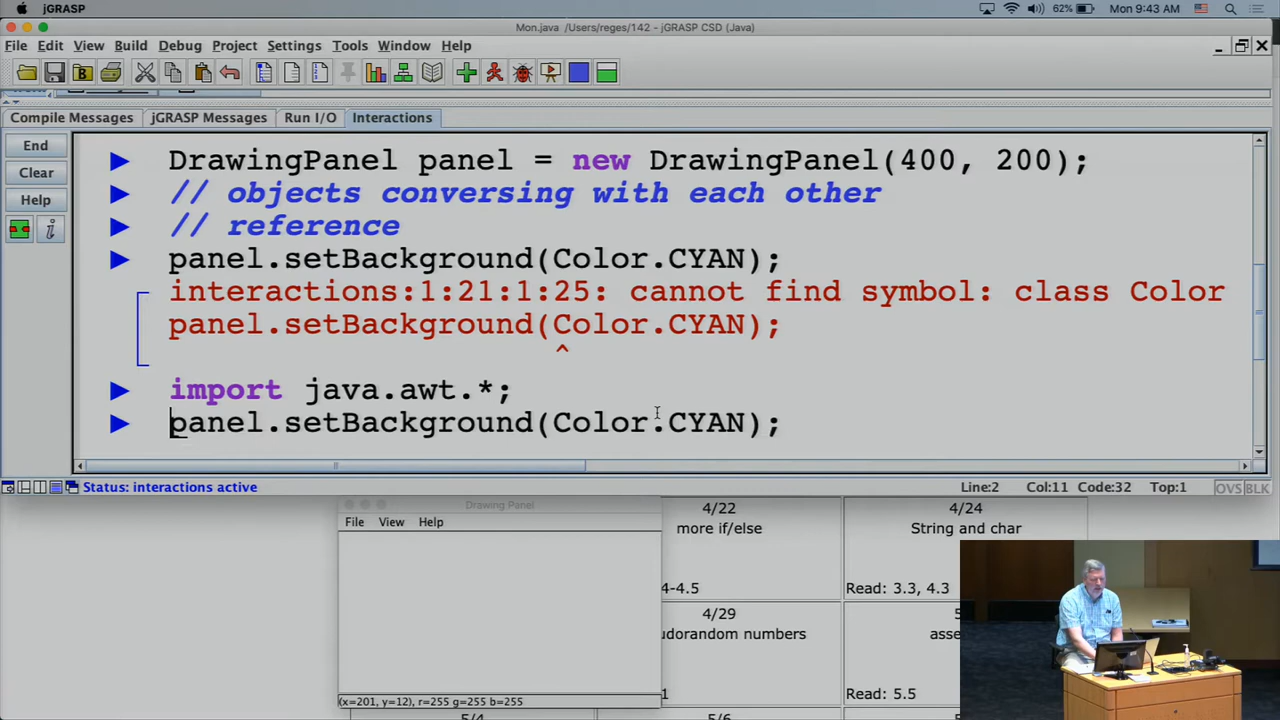 jGRASP
62%
Mon 9:43 AM
Mon.java /Users/reges/142 - jGRASP CSD (Java)
File Edit View Build Debug Project Settings Tools Window Help
Compile Messages jGRASP Messages Run I/O Interactions
End
Clear
Help
DrawingPanel panel = new DrawingPanel(400, 200);
// objects conversing with each other
// reference
panel.setBackground(Color.CYAN);
interactions:1:21:1:25: cannot find symbol: class Color
panel.setBackground(Color.CYAN);
^
import java.awt.*;
panel.setBackground(Color.CYAN);
Status: interactions active
Line:2 Col:11 Code:32 Top:1 OVS BLK
Drawing Panel
File View Help
(x=201, y=12), r=255 g=255 b=255
4/22
more if/else
4-4.5
4/24
String and char
Read: 3.3, 4.3
4/29
udorandom numbers
1
5
asse
Read: 5.5
5/4
5/6